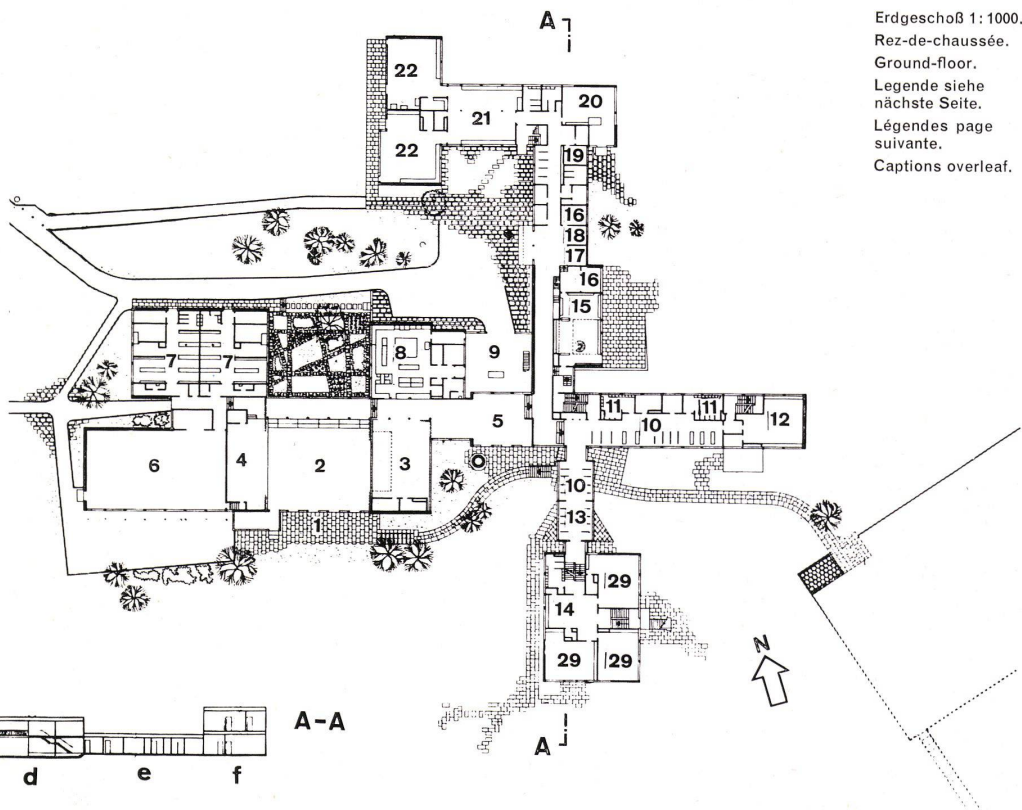 A
Erdgeschoß 1 : 1000.
Rez-de-chaussée.
Ground-floor.
Legende siehe
nächste Seite.
Légendes page
suivante.
Captions overleaf.
22
21
20
22
19
16
18
17
16
15
7
7
8
9
11
11
10
12
5
6
4
2
3
10
1
13
29
14
29
29
N
A-A
A
d
e
f